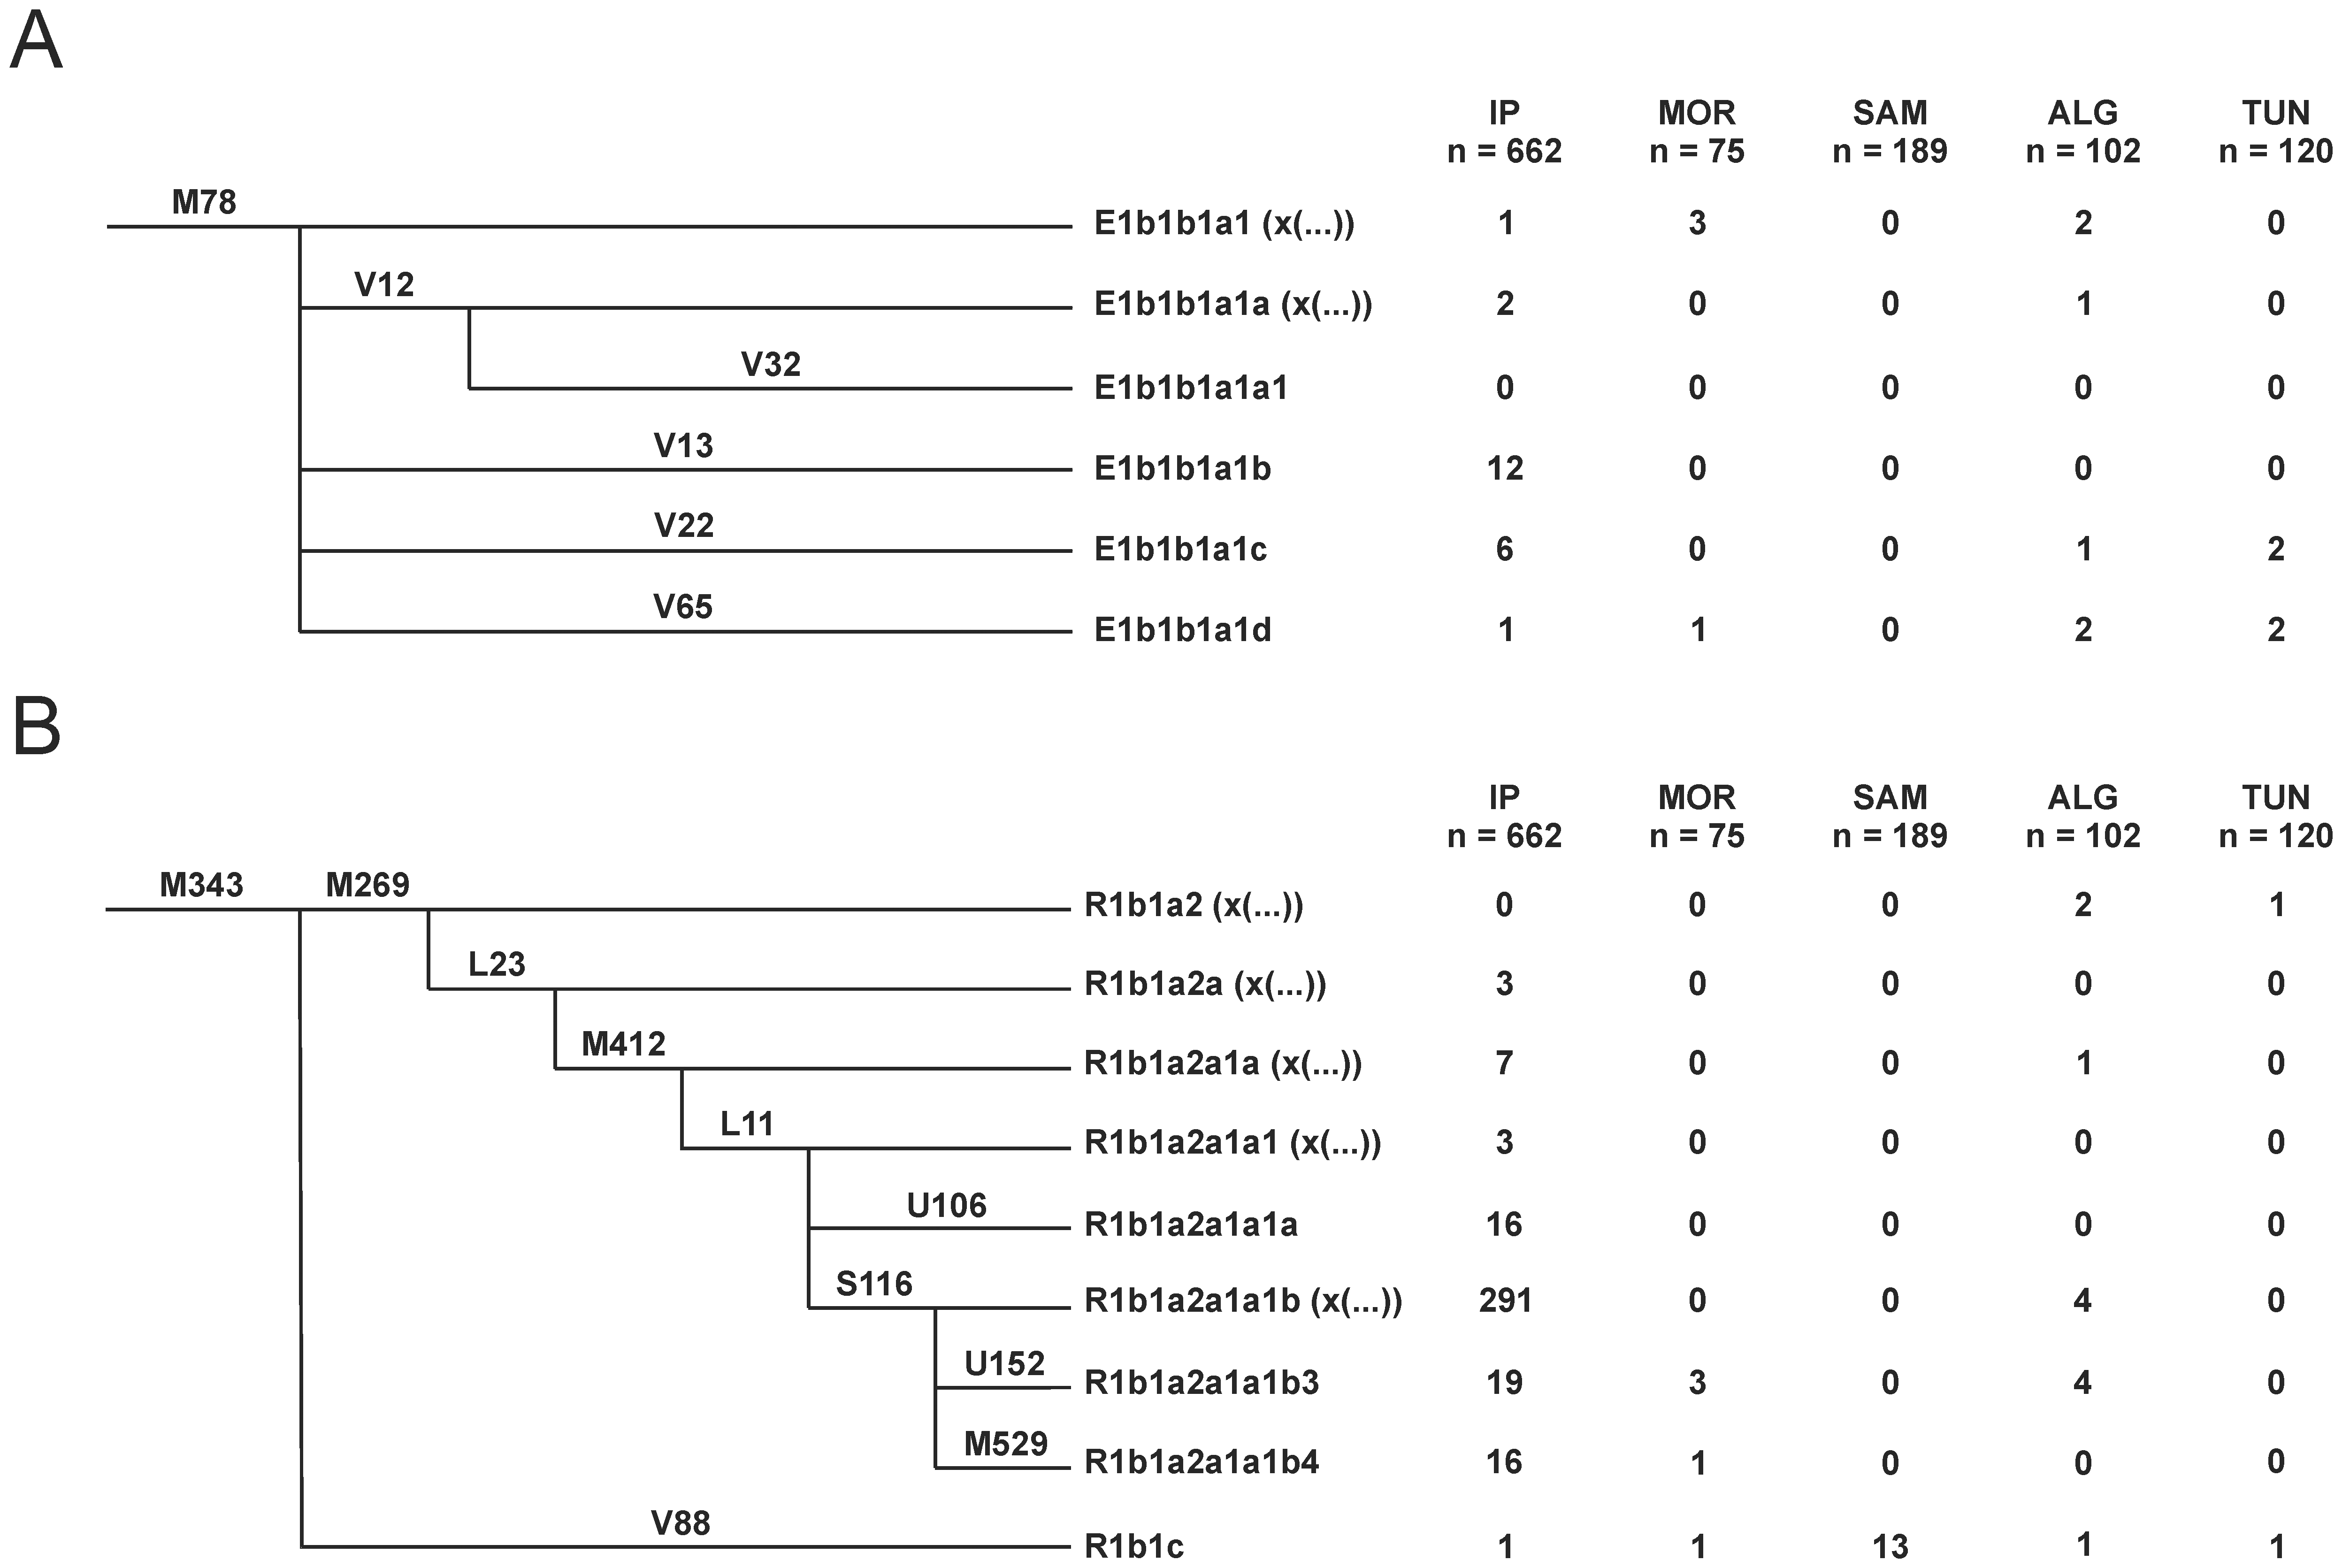 A
IP MOR SAM ALG TUN
n = 662 n = 75 n = 189 n = 102 n = 120
M78
E1b1b1a1 (x(...)) 1 3 0 2 0
V12
E1b1b1a1a (x(...)) 2 0 0 1 0
V32
E1b1b1a1a1 0 0 0 0 0
V13
E1b1b1a1b 12 0 0 0 0
V22
E1b1b1a1c 6 0 0 1 2
V65
E1b1b1a1d 1 1 0 2 2
B
IP MOR SAM ALG TUN
n = 662 n = 75 n = 189 n = 102 n = 120
M343 M269
R1b1a2 (x(...)) 0 0 0 2 1
L23
R1b1a2a (x(...)) 3 0 0 0 0
M412
R1b1a2a1a (x(...)) 7 0 0 1 0
L11
R1b1a2a1a1 (x(...)) 3 0 0 0 0
U106
R1b1a2a1a1a 16 0 0 0 0
S116
R1b1a2a1a1b (x(...)) 291 0 0 4 0
U152
R1b1a2a1a1b3 19 3 0 4 0
M529
R1b1a2a1a1b4 16 1 0 0 0
V88
R1b1c 1 1 13 1 1